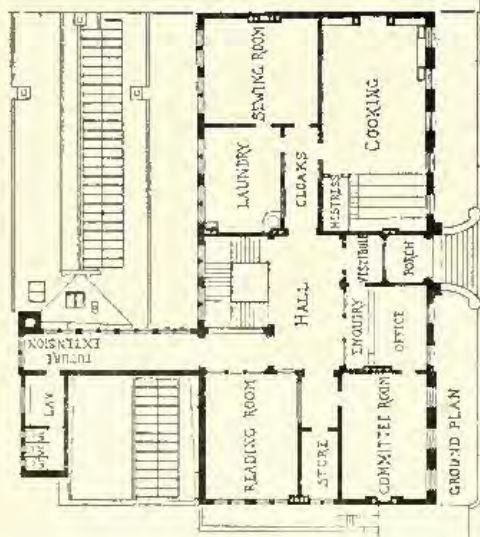 SEWING ROOM
COOKING
LAUNDRY
CLOAKS
MISTRESS
HALL
VESTIBULE
PORCH
ENQUIRY
OFFICE
FUTURE
EXTENSION
LAV
READING ROOM
STORE
COMMITTEE ROOM
GROUND PLAN